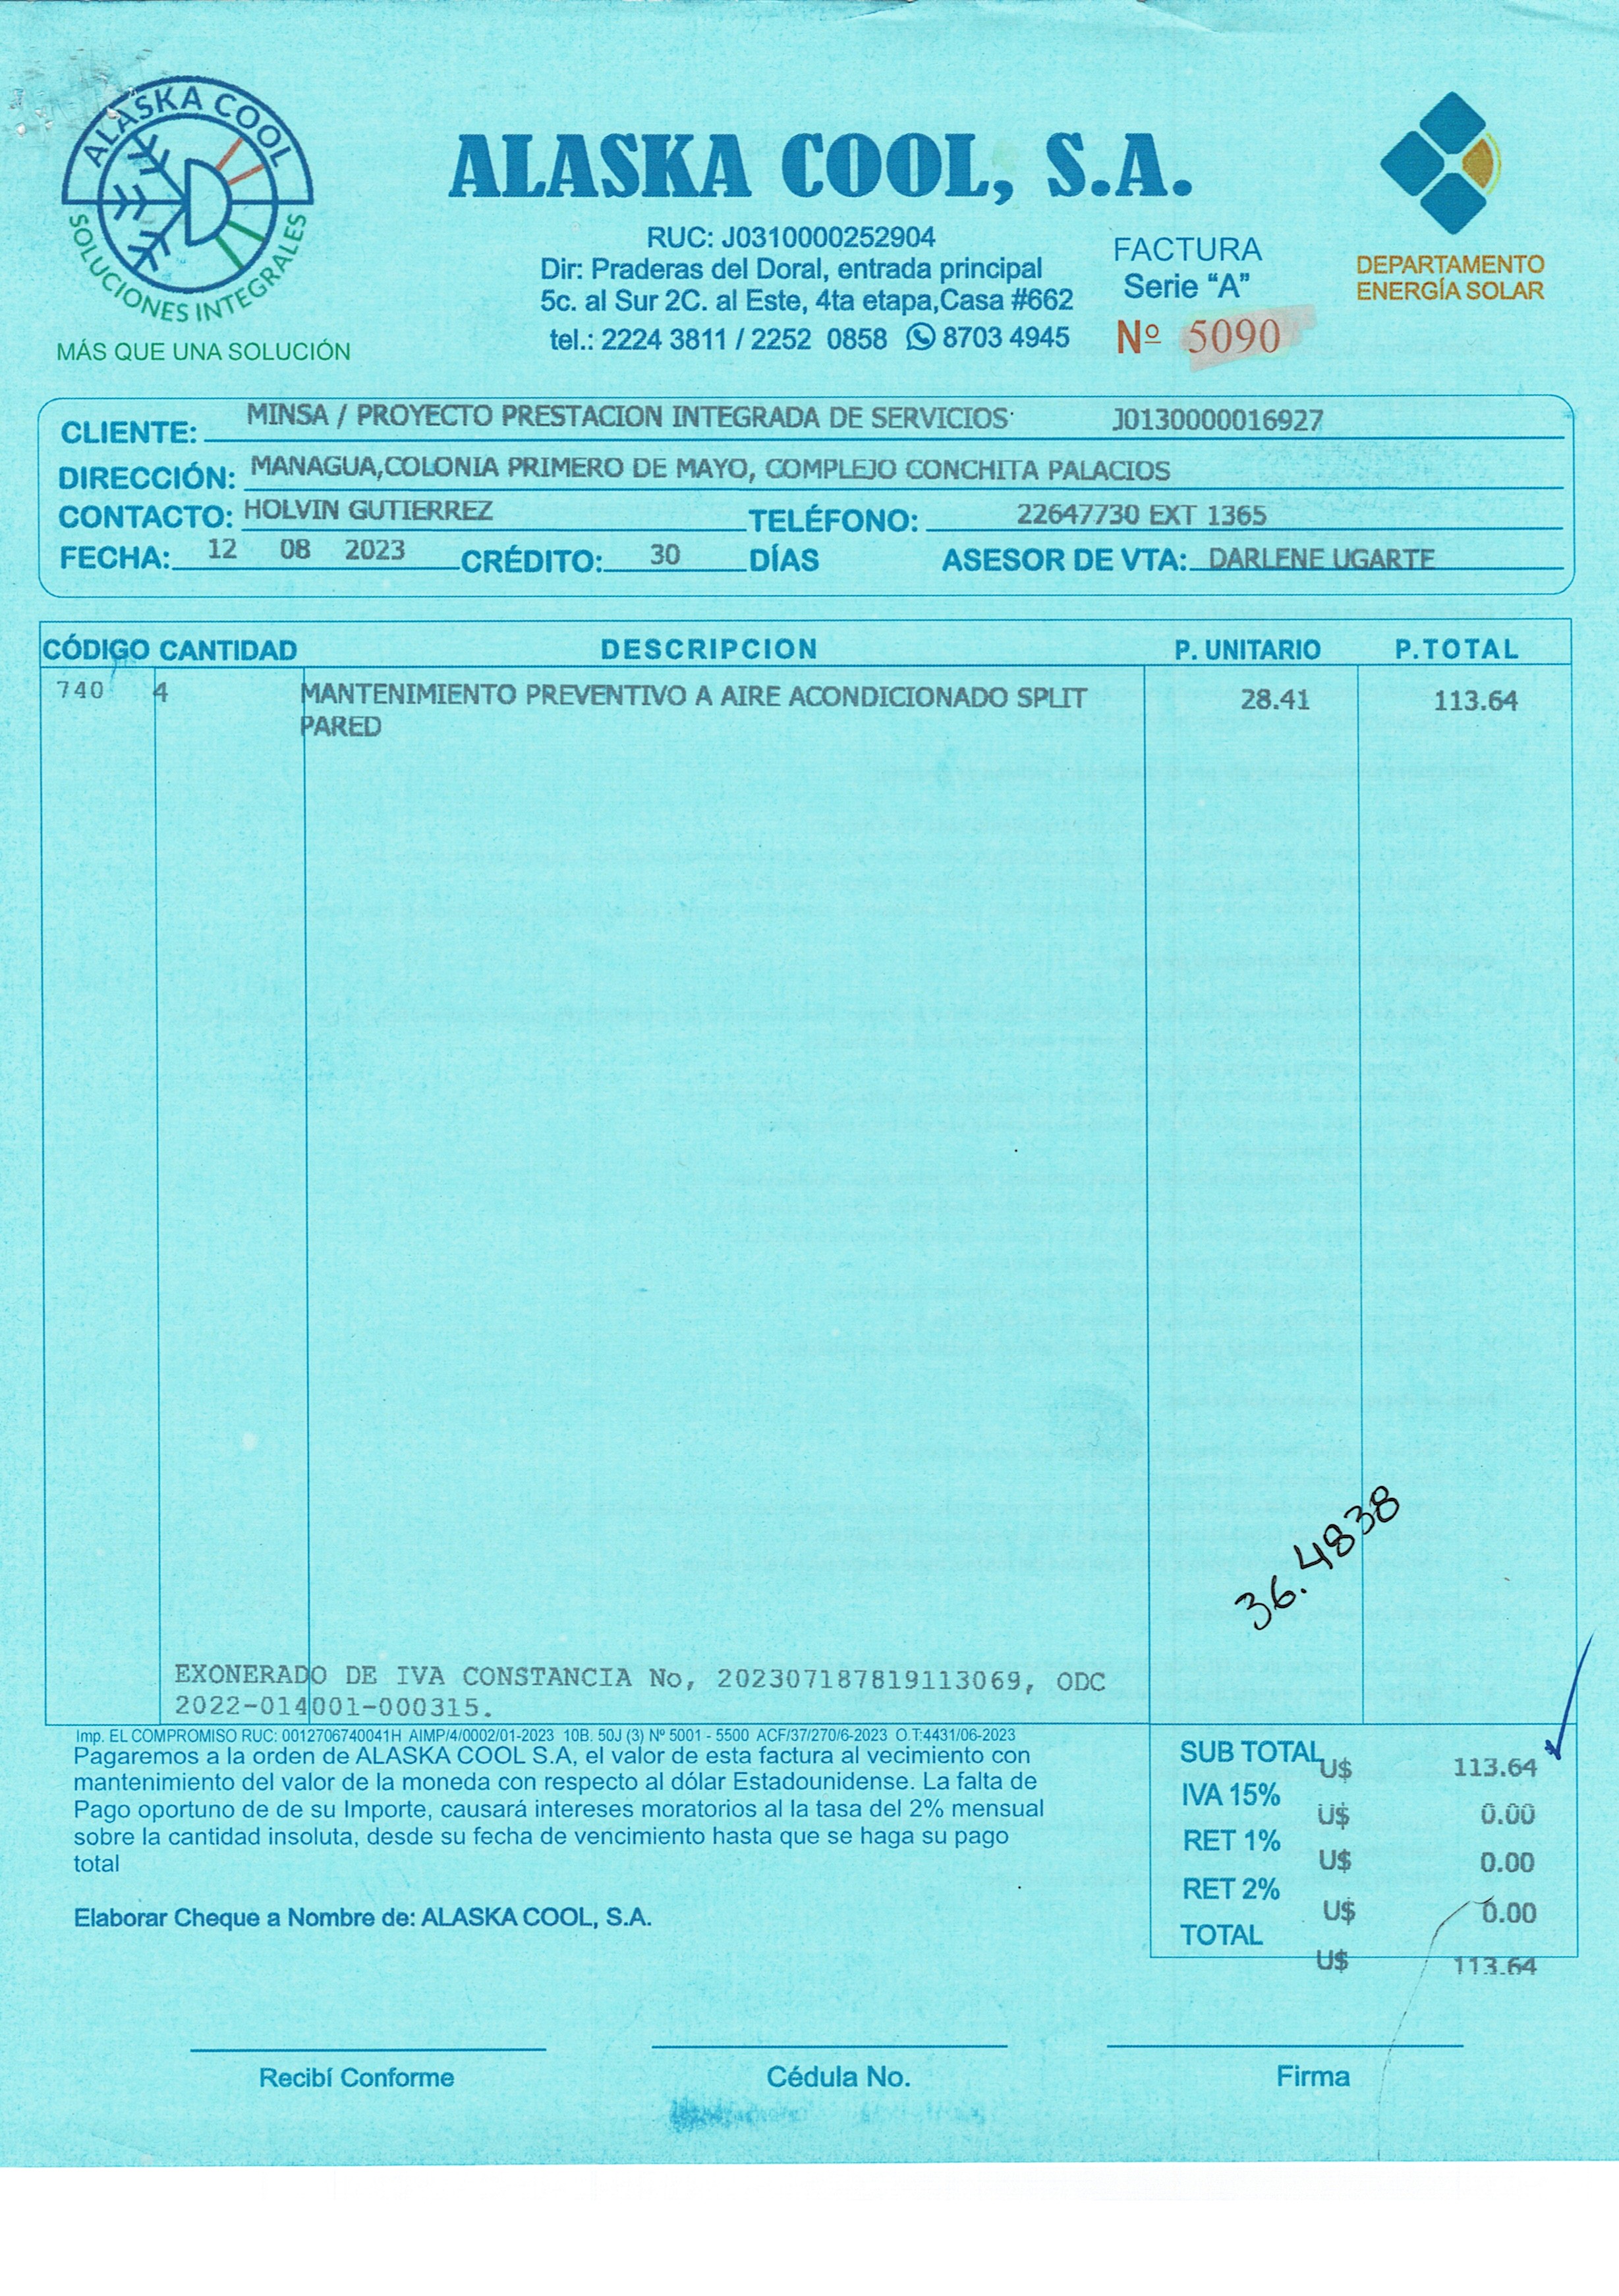 ALASKA COOL
SOLUCIONES INTEGRALES
MÁS QUE UNA SOLUCIÓN
ALASKA COOL, S.A.
RUC: J0310000252904
Dir: Praderas del Doral, entrada principal
5c. al Sur 2C. al Este, 4ta etapa,Casa #662
tel.: 2224 3811 / 2252 0858 8703 4945
FACTURA
Serie "A"
Nº 5090
DEPARTAMENTO
ENERGÍA SOLAR
CLIENTE: MINSA / PROYECTO PRESTACION INTEGRADA DE SERVICIOS J0130000016927
DIRECCIÓN: MANAGUA,COLONIA PRIMERO DE MAYO, COMPLEJO CONCHITA PALACIOS
CONTACTO: HOLVIN GUTIERREZ TELÉFONO: 22647730 EXT 1365
FECHA: 12 08 2023 CRÉDITO: 30 DÍAS ASESOR DE VTA: DARLENE UGARTE
CÓDIGO CANTIDAD DESCRIPCION P. UNITARIO P.TOTAL
740 4 MANTENIMIENTO PREVENTIVO A AIRE ACONDICIONADO SPLIT 28.41 113.64
PARED
36.4838
EXONERADO DE IVA CONSTANCIA No, 202307187819113069, ODC
2022-014001-000315.
Imp. EL COMPROMISO RUC: 0012706740041H AIMP/4/0002/01-2023 10B. 50J (3) Nº 5001 - 5500 ACF/37/270/6-2023 O.T:4431/06-2023
Pagaremos a la orden de ALASKA COOL S.A, el valor de esta factura al vecimiento con
mantenimiento del valor de la moneda con respecto al dólar Estadounidense. La falta de
Pago oportuno de de su Importe, causará intereses moratorios al la tasa del 2% mensual
sobre la cantidad insoluta, desde su fecha de vencimiento hasta que se haga su pago
total
Elaborar Cheque a Nombre de: ALASKA COOL, S.A.
SUB TOTAL U$ 113.64
IVA 15% U$ 0.00
RET 1% U$ 0.00
RET 2% U$ 0.00
TOTAL U$ 113.64
Recibí Conforme Cédula No. Firma